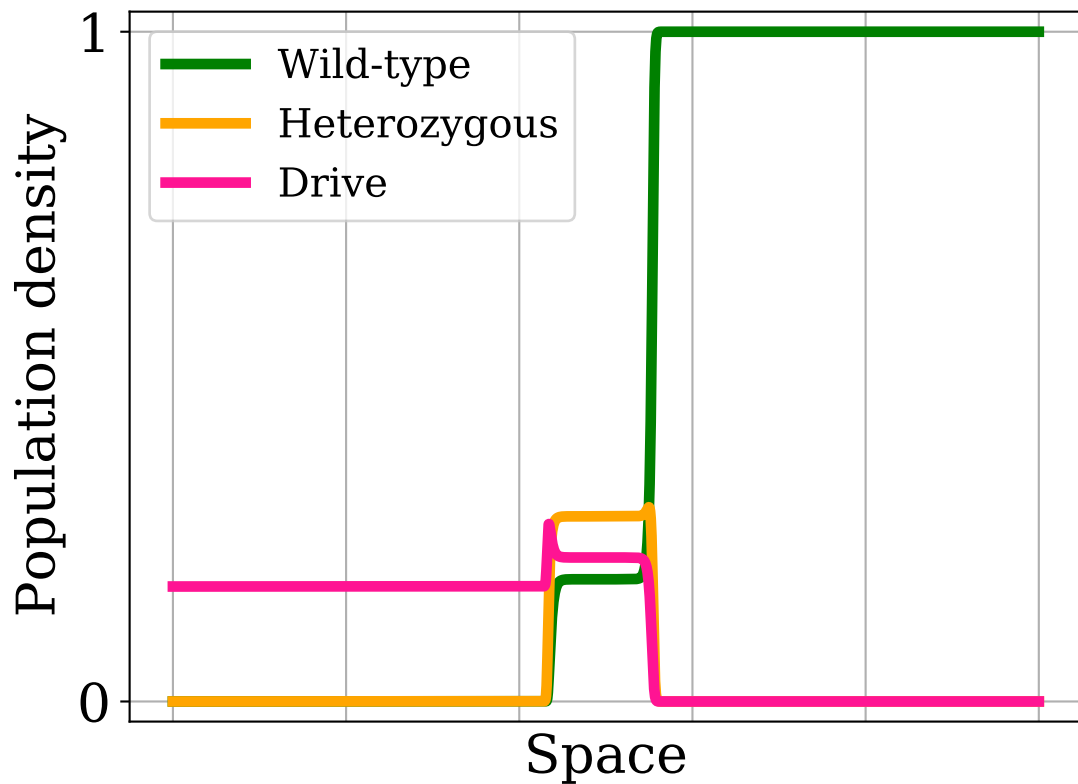 1
Wild-type
Heterozygous
Drive
Population density
0
Space